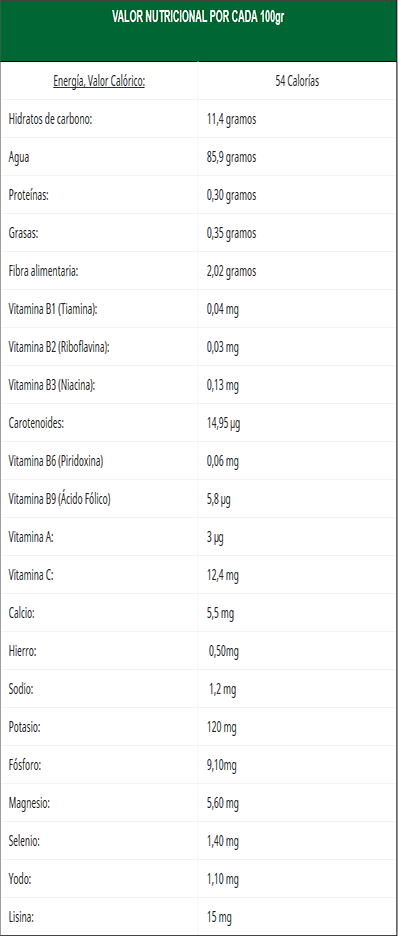 VALOR NUTRICIONAL POR CADA 100gr
Energía, Valor Calórico: 54 Calorías
Hidratos de carbono: 11,4 gramos
Agua 85,9 gramos
Proteínas: 0,30 gramos
Grasas: 0,35 gramos
Fibra alimentaria: 2,02 gramos
Vitamina B1 (Tiamina): 0,04 mg
Vitamina B2 (Riboflavina): 0,03 mg
Vitamina B3 (Niacina): 0,13 mg
Carotenoides: 14,95 µg
Vitamina B6 (Piridoxina) 0,06 mg
Vitamina B9 (Ácido Fólico) 5,8 µg
Vitamina A: 3 µg
Vitamina C: 12,4 mg
Calcio: 5,5 mg
Hierro: 0,50mg
Sodio: 1,2 mg
Potasio: 120 mg
Fósforo: 9,10mg
Magnesio: 5,60 mg
Selenio: 1,40 mg
Yodo: 1,10 mg
Lisina: 15 mg